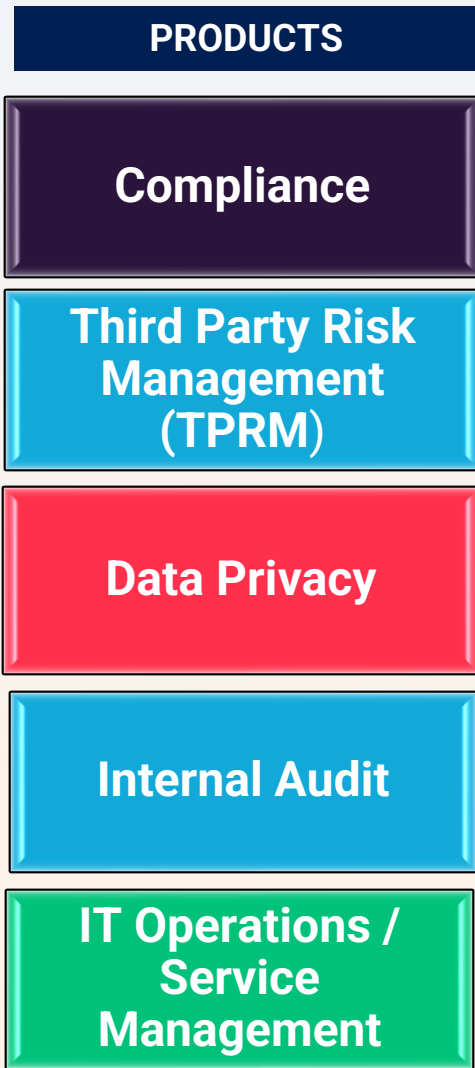 PRODUCTS
Compliance
Third Party Risk
Management
(TPRM)
Data Privacy
Internal Audit
IT Operations /
Service
Management